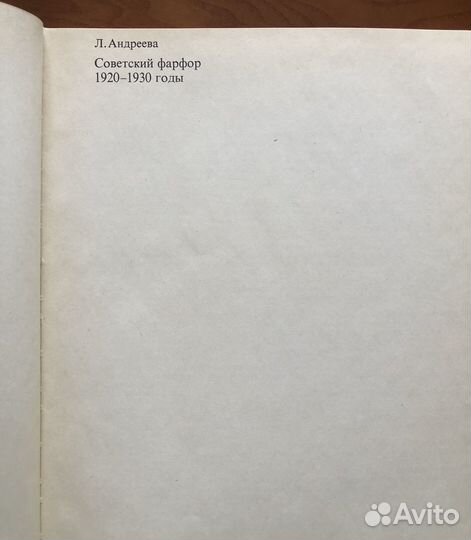 Л. Андреева
Советский фарфор
1920–1930 годы
Avito